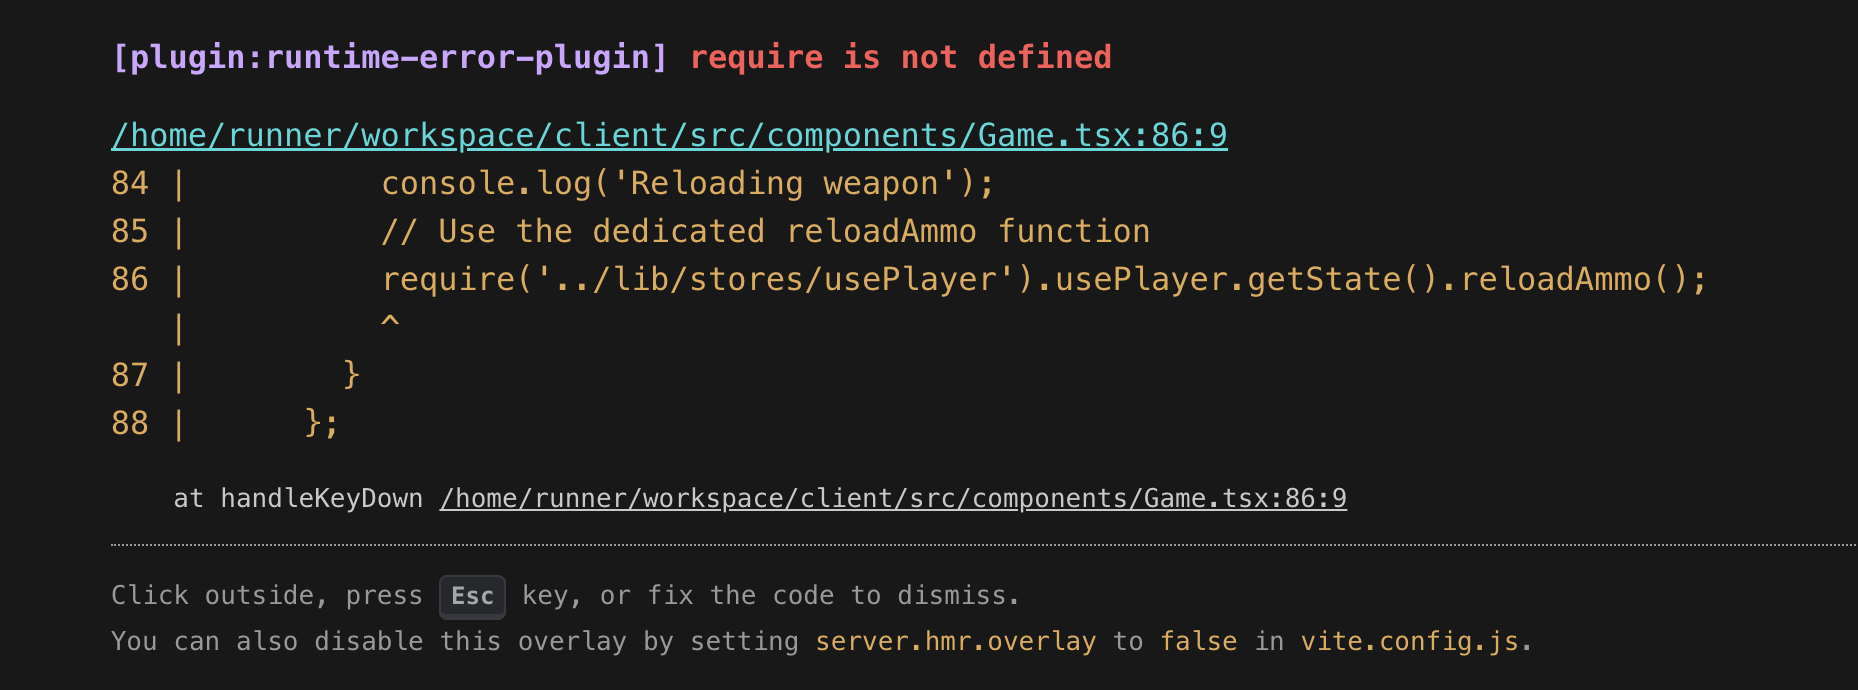 [plugin:runtime-error-plugin] require is not defined
/home/runner/workspace/client/src/components/Game.tsx:86:9
84 |          console.log('Reloading weapon');
85 |          // Use the dedicated reloadAmmo function
86 |          require('../lib/stores/usePlayer').usePlayer.getState().reloadAmmo();
   |          ^
87 |        }
88 |      };
    at handleKeyDown /home/runner/workspace/client/src/components/Game.tsx:86:9
Click outside, press Esc key, or fix the code to dismiss.
You can also disable this overlay by setting server.hmr.overlay to false in vite.config.js.